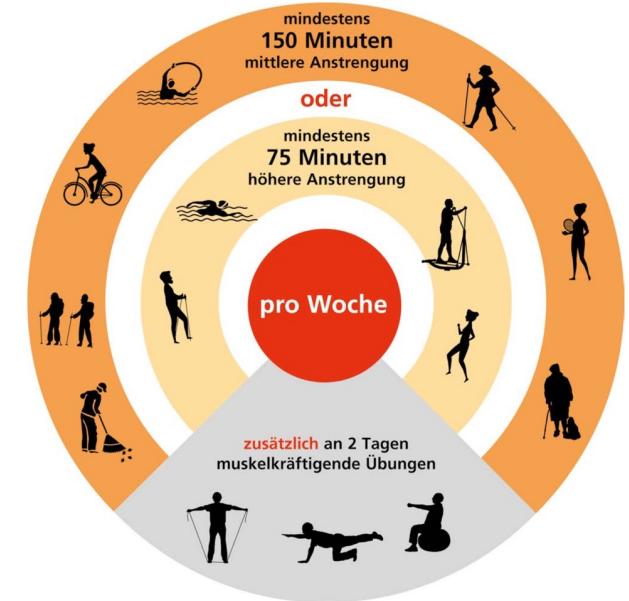 mindestens
150 Minuten
mittlere Anstrengung
oder
mindestens
75 Minuten
höhere Anstrengung
pro Woche
zusätzlich an 2 Tagen
muskelkräftigende Übungen